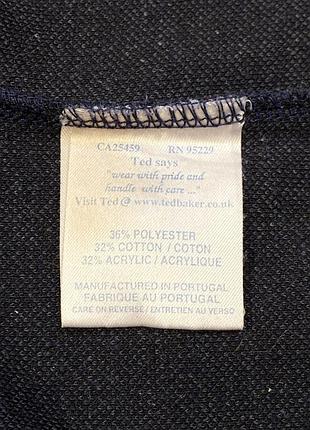 CA25459 RN 95229
Ted says
"wear with pride and
handle with care ..."
Visit Ted @ www.tedbaker.co.uk
36% POLYESTER
32% COTTON / COTON
32% ACRYLIC / ACRYLIQUE
MANUFACTURED IN PORTUGAL
FABRIQUE AU PORTUGAL
CARE ON REVERSE / ENTRETIEN AU VERSO